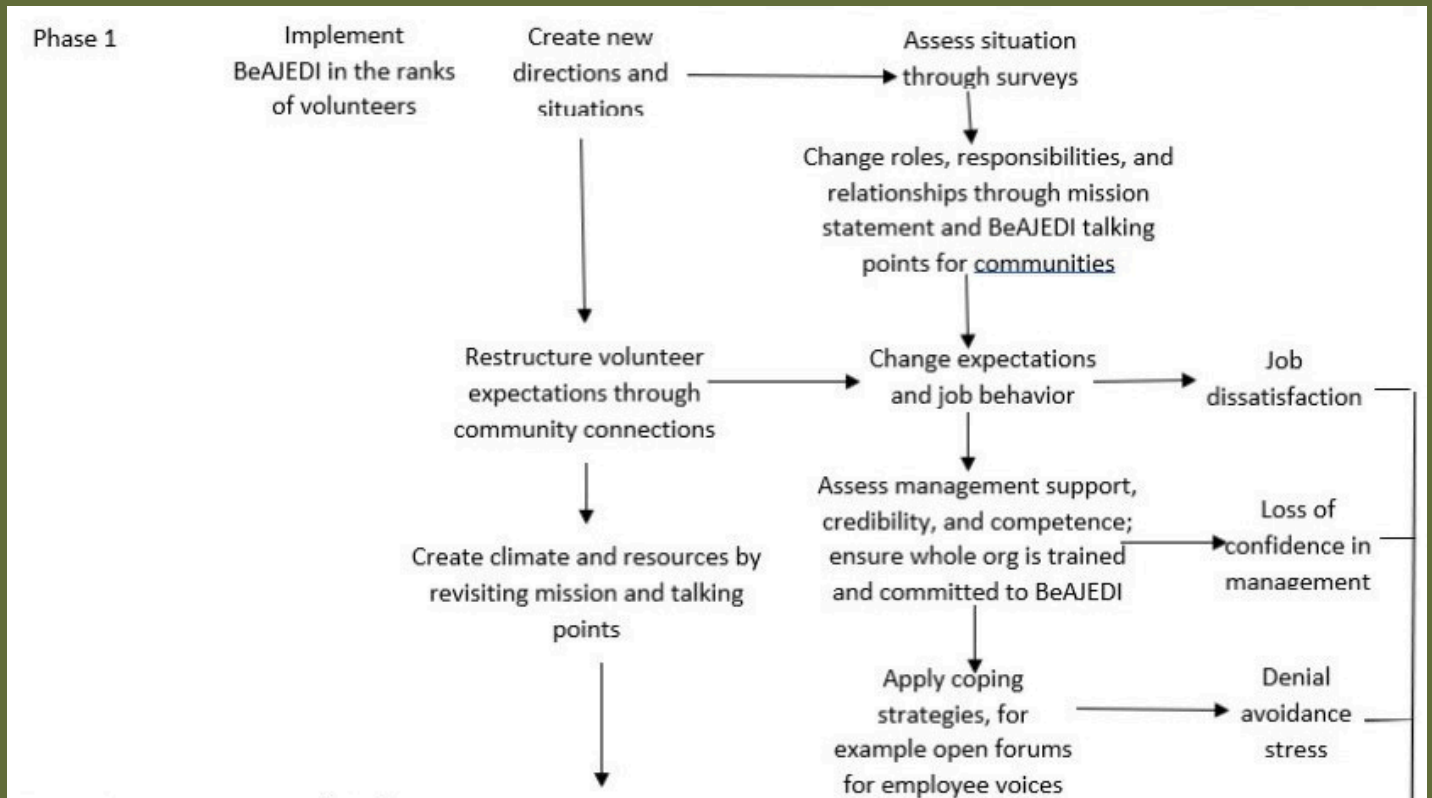 Phase 1
Implement
BeAJEDI in the ranks
of volunteers
Create new
directions and
situations
Assess situation
through surveys
Change roles, responsibilities, and
relationships through mission
statement and BeAJEDI talking
points for communities
Restructure volunteer
expectations through
community connections
Change expectations
and job behavior
Job
dissatisfaction
Assess management support,
credibility, and competence;
ensure whole org is trained
and committed to BeAJEDI
Loss of
confidence in
management
Create climate and resources by
revisiting mission and talking
points
Apply coping
strategies, for
example open forums
for employee voices
Denial
avoidance
stress